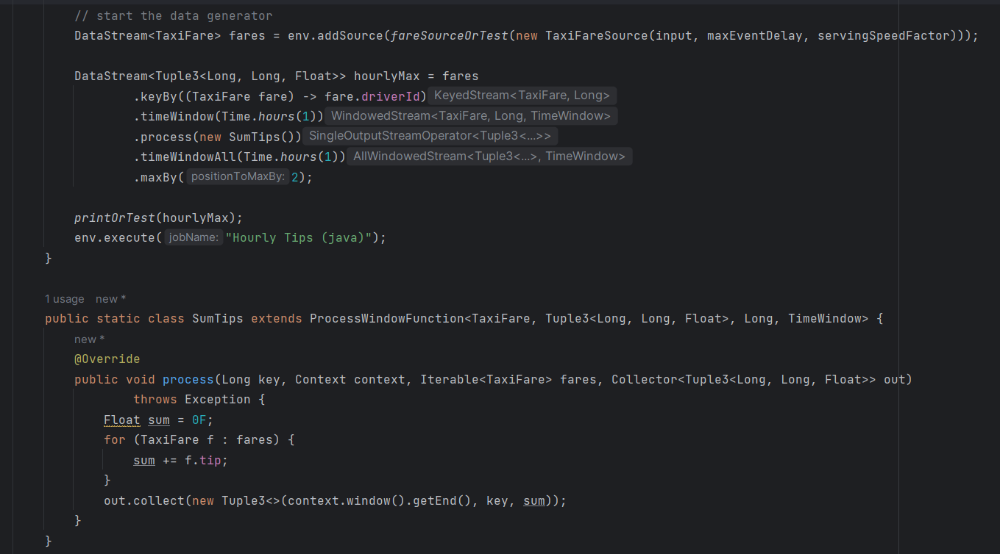 // start the data generator
DataStream<TaxiFare> fares = env.addSource(fareSourceOrTest(new TaxiFareSource(input, maxEventDelay, servingSpeedFactor)));
DataStream<Tuple3<Long, Long, Float>> hourlyMax = fares
.keyBy((TaxiFare fare) -> fare.driverId) KeyedStream<TaxiFare, Long>
.timeWindow(Time.hours(1)) WindowedStream<TaxiFare, Long, TimeWindow>
.process(new SumTips()) SingleOutputStreamOperator<Tuple3<...>>
.timeWindowAll(Time.hours(1)) AllWindowedStream<Tuple3<...>, TimeWindow>
.maxBy( positionToMaxBy: 2);
printOrTest(hourlyMax);
env.execute( jobName: "Hourly Tips (java)");
}
1 usage new *
public static class SumTips extends ProcessWindowFunction<TaxiFare, Tuple3<Long, Long, Float>, Long, TimeWindow> {
new *
@Override
public void process(Long key, Context context, Iterable<TaxiFare> fares, Collector<Tuple3<Long, Long, Float>> out)
throws Exception {
Float sum = 0F;
for (TaxiFare f : fares) {
sum += f.tip;
}
out.collect(new Tuple3<>(context.window().getEnd(), key, sum));
}
}